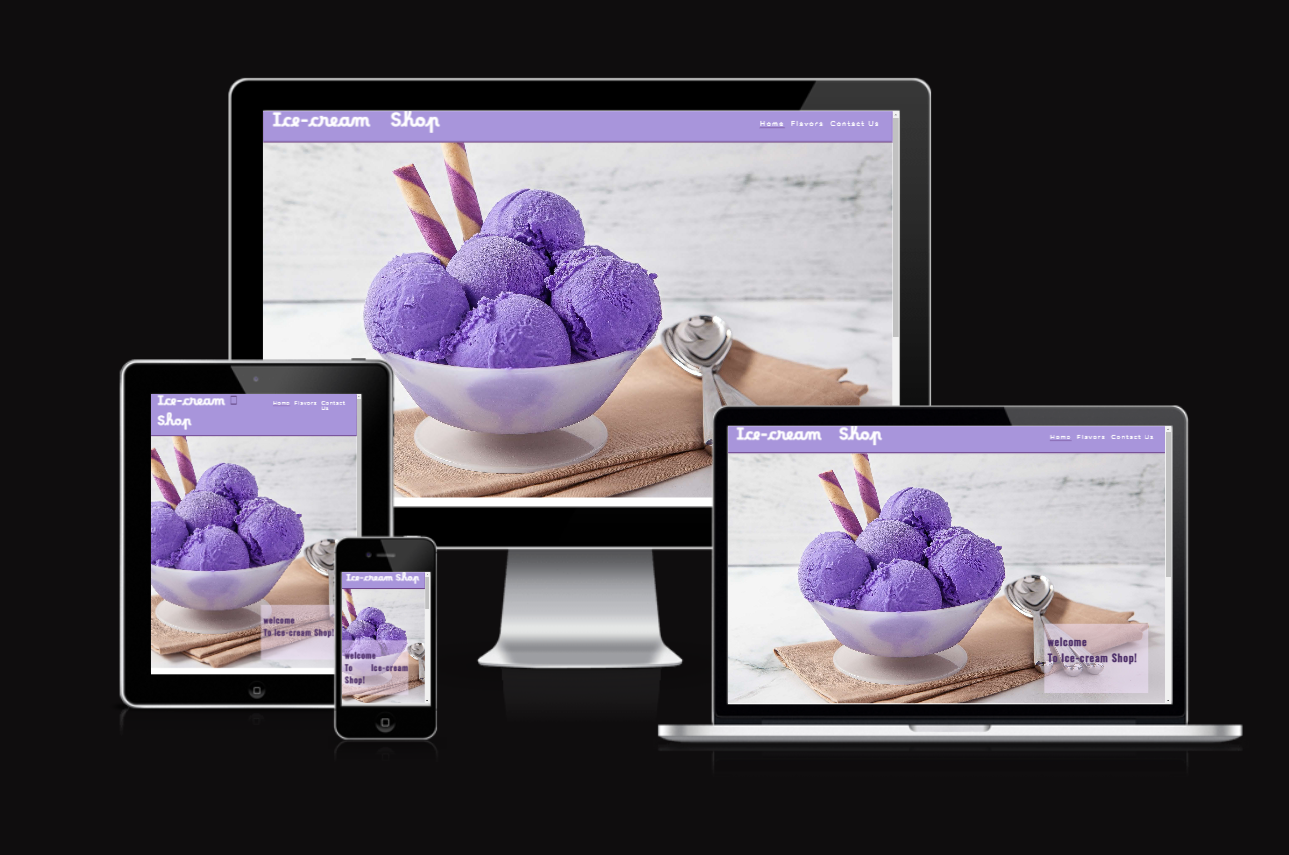 Ice-cream Shop
Home Flavors Contact Us
Ice-cream
Shop
Home Flavors Contact
Us
welcome
To Ice-cream Shop!
Ice-cream Shop
welcome
To Ice-cream
Shop!
Ice-cream Shop
Home Flavors Contact Us
welcome
To Ice-cream Shop!